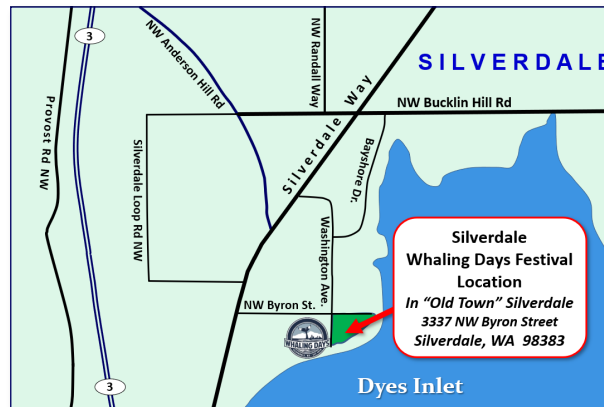 3
NW Anderson Hill Rd
NW Randall Way
SILVERDALE
Silverdale Way
NW Bucklin Hill Rd
Provost Rd NW
Silverdale Loop Rd NW
Bayshore Dr.
Washington Ave.
Silverdale
Whaling Days Festival
Location
In “Old Town” Silverdale
3337 NW Byron Street
Silverdale, WA 98383
NW Byron St.
WHALING DAYS
Dyes Inlet
3